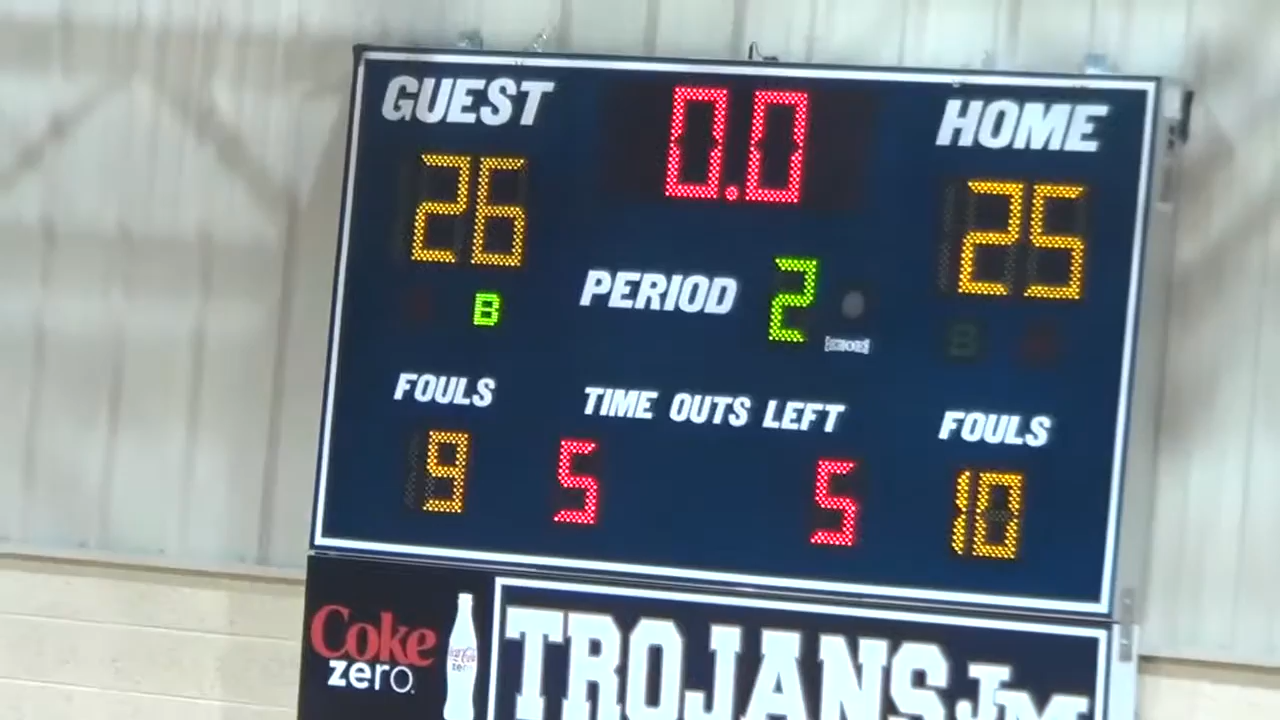 GUEST 0.0 HOME
26 25
PERIOD 2
B
FOULS TIME OUTS LEFT FOULS
9 5 5 10
Coke zero
TROJANS JM